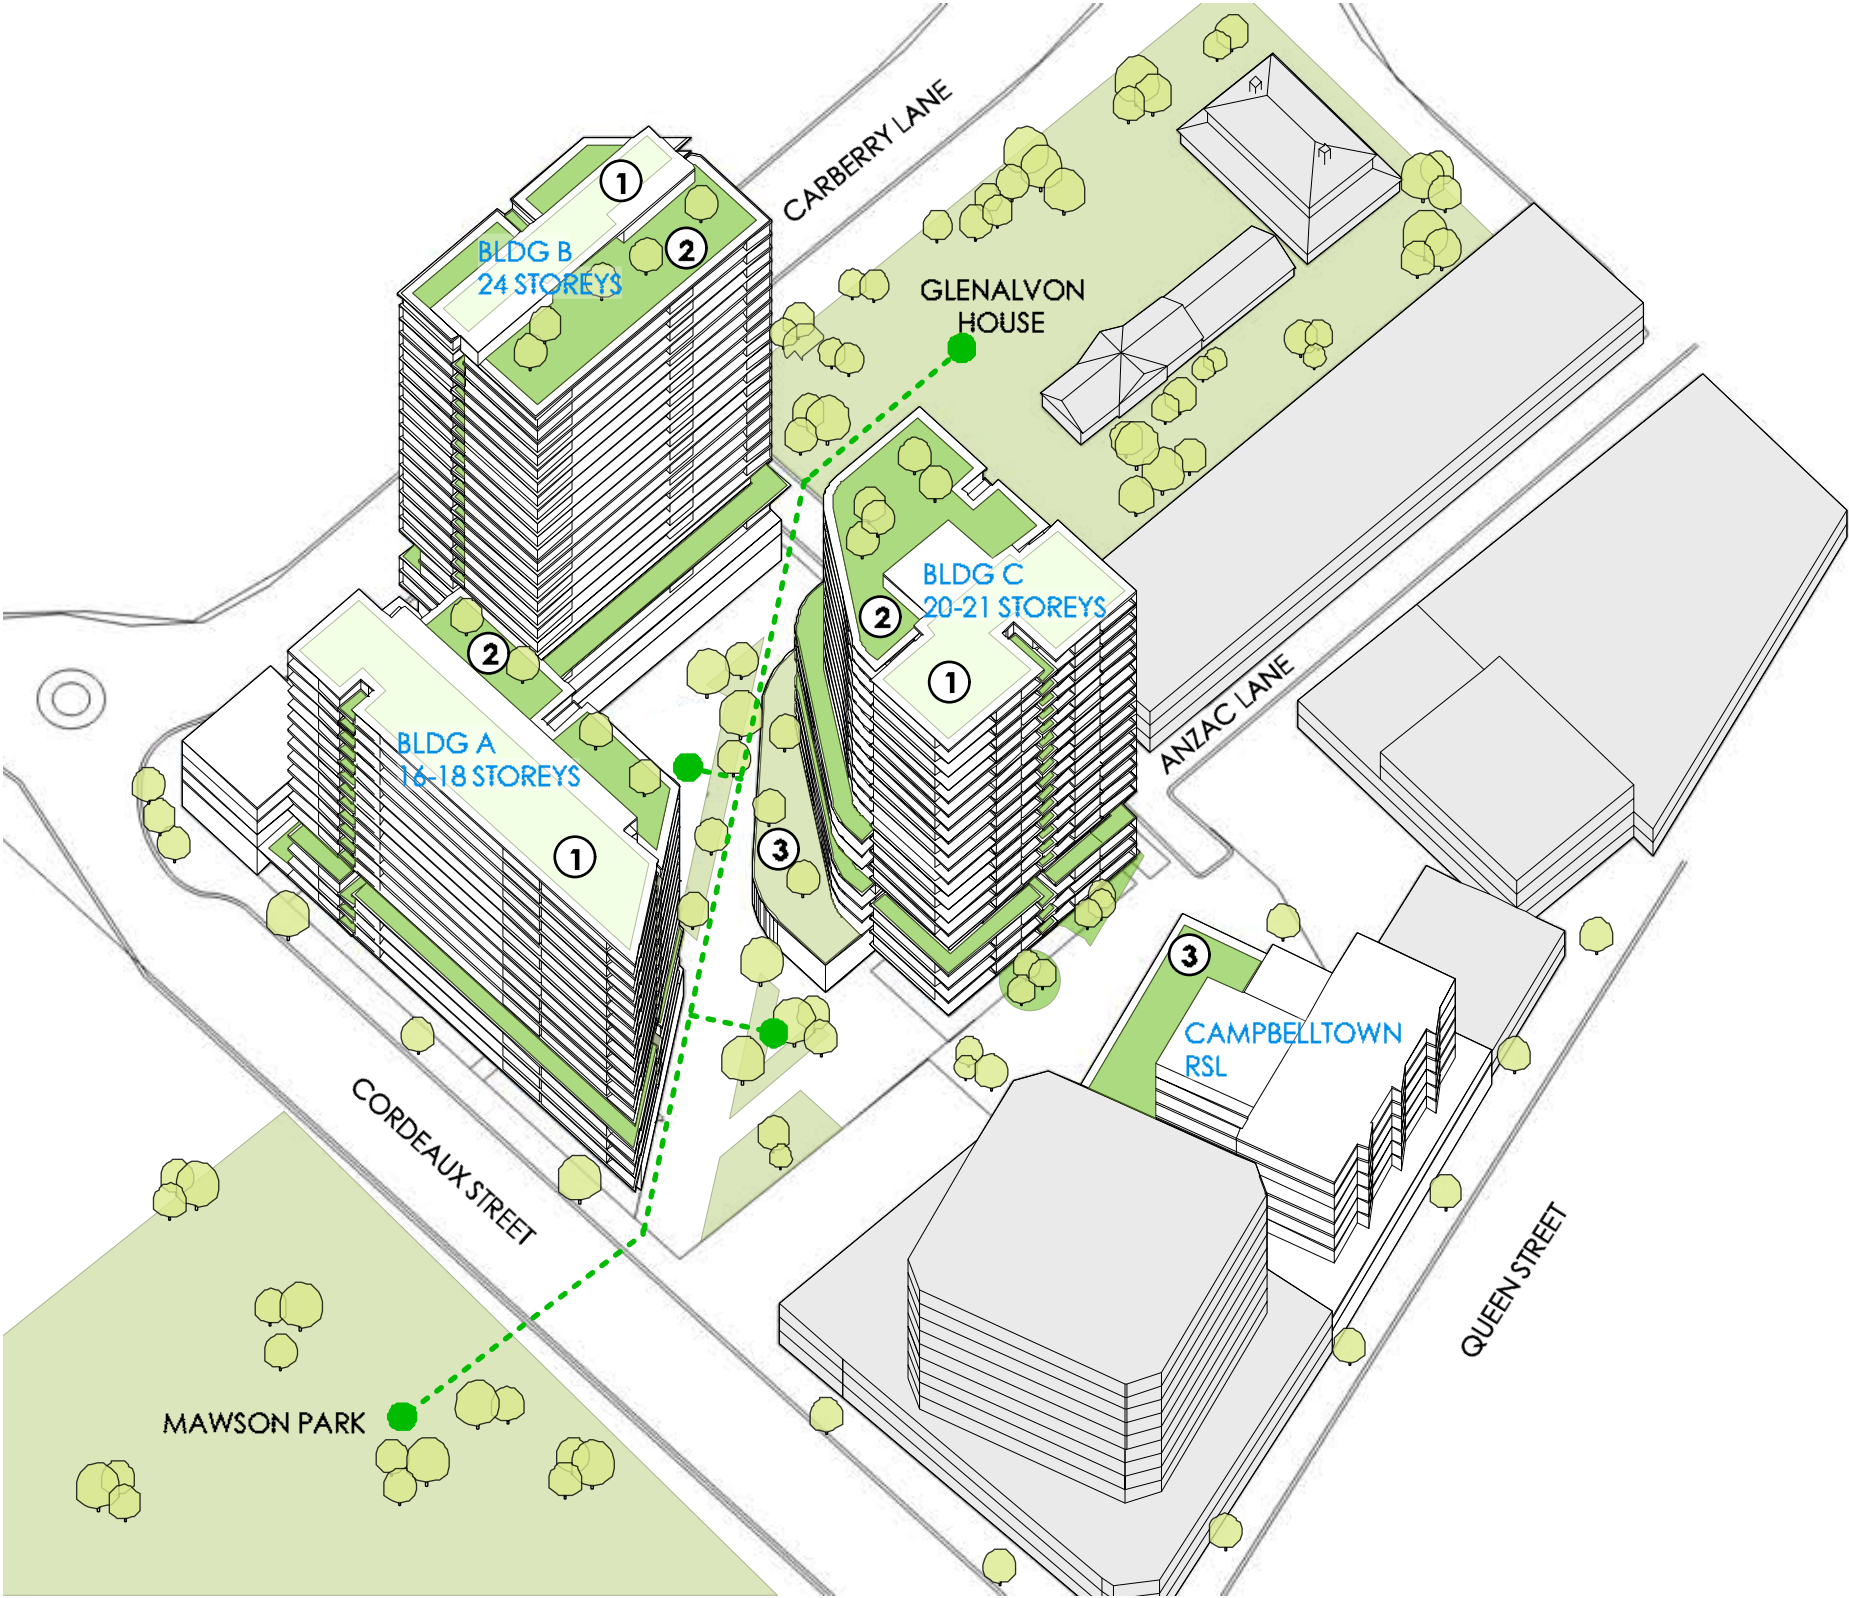 CARBERRY LANE
1
2
BLDG B
24 STOREYS
GLENALVON
HOUSE
BLDG C
20-21 STOREYS
2
1
2
BLDG A
16-18 STOREYS
1
3
ANZAC LANE
3
CAMPBELLTOWN
RSL
CORDEAUX STREET
QUEEN STREET
MAWSON PARK